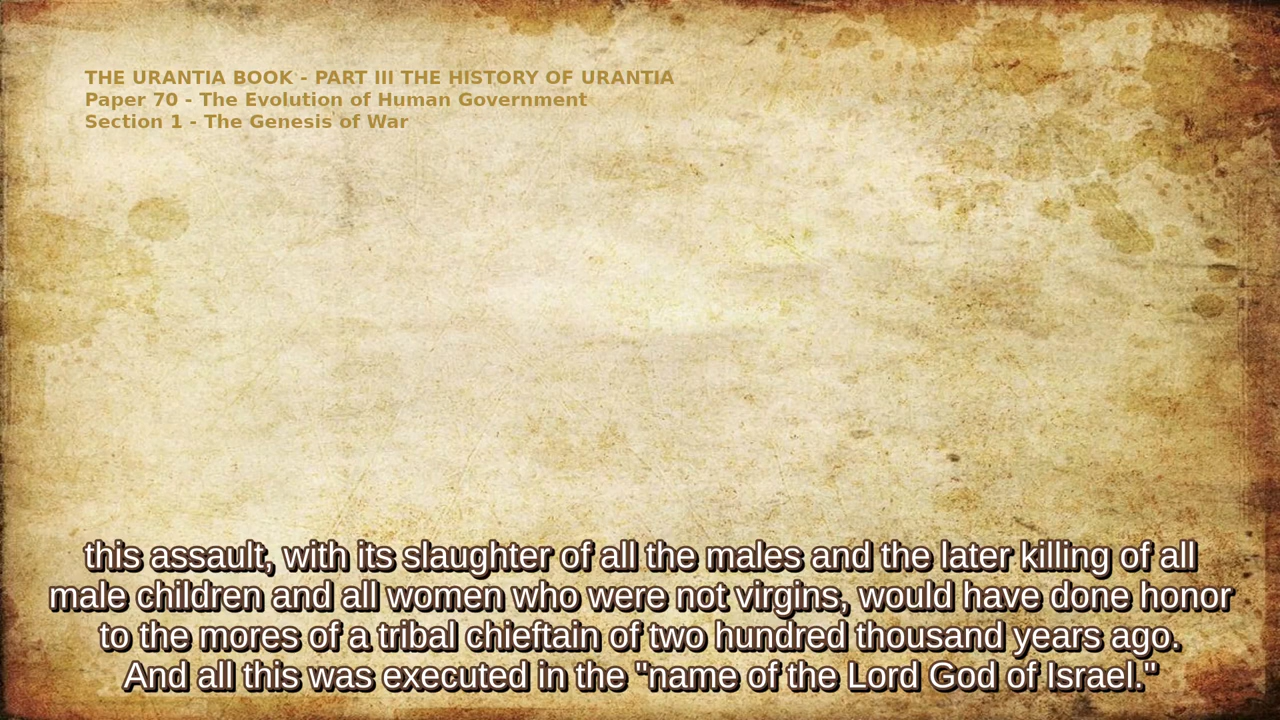 THE URANTIA BOOK - PART III THE HISTORY OF URANTIA
Paper 70 - The Evolution of Human Government
Section 1 - The Genesis of War
this assault, with its slaughter of all the males and the later killing of all
male children and all women who were not virgins, would have done honor
to the mores of a tribal chieftain of two hundred thousand years ago.
And all this was executed in the "name of the Lord God of Israel."